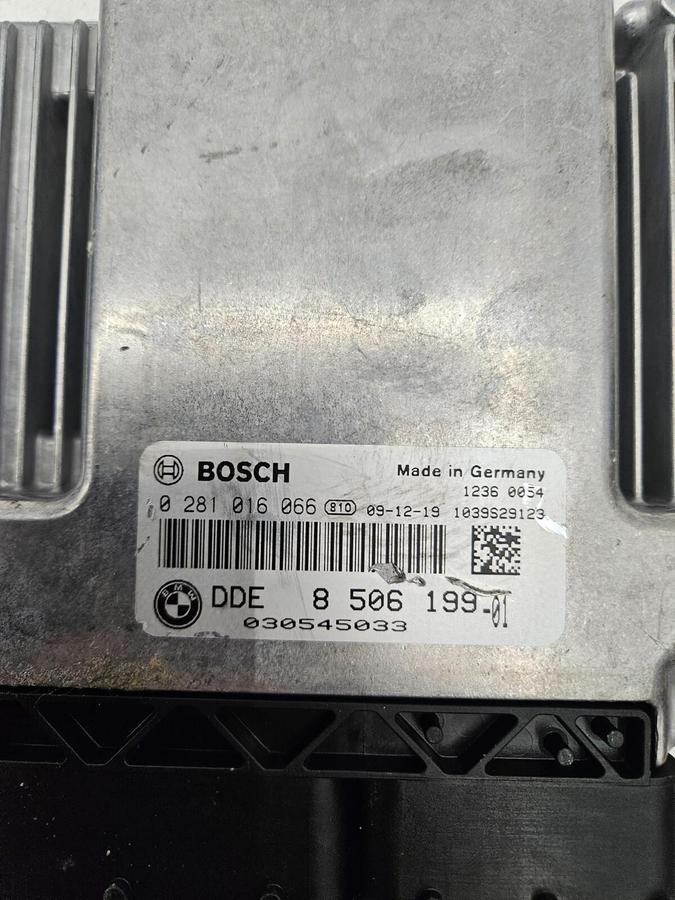 BOSCH Made in Germany
1236 0054
0 281 016 066 810 09-12-19 1039S29123
BMW DDE 8 506 199-01
030545033